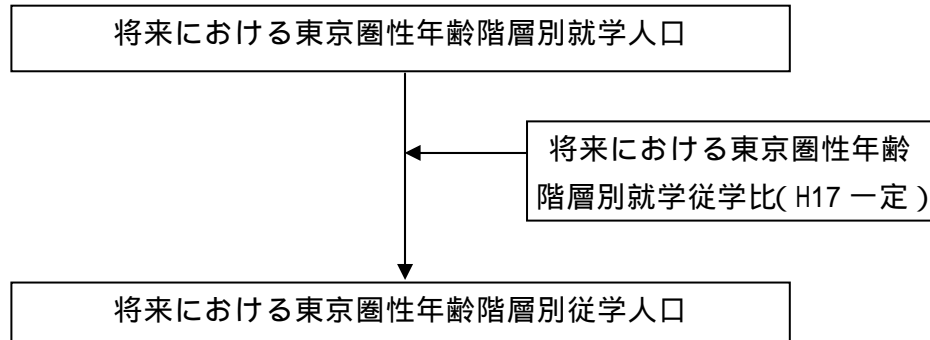 将来における東京圏性年齢階層別就学人口
将来における東京圏性年齢
階層別就学従学比(H17 一定)
将来における東京圏性年齢階層別従学人口